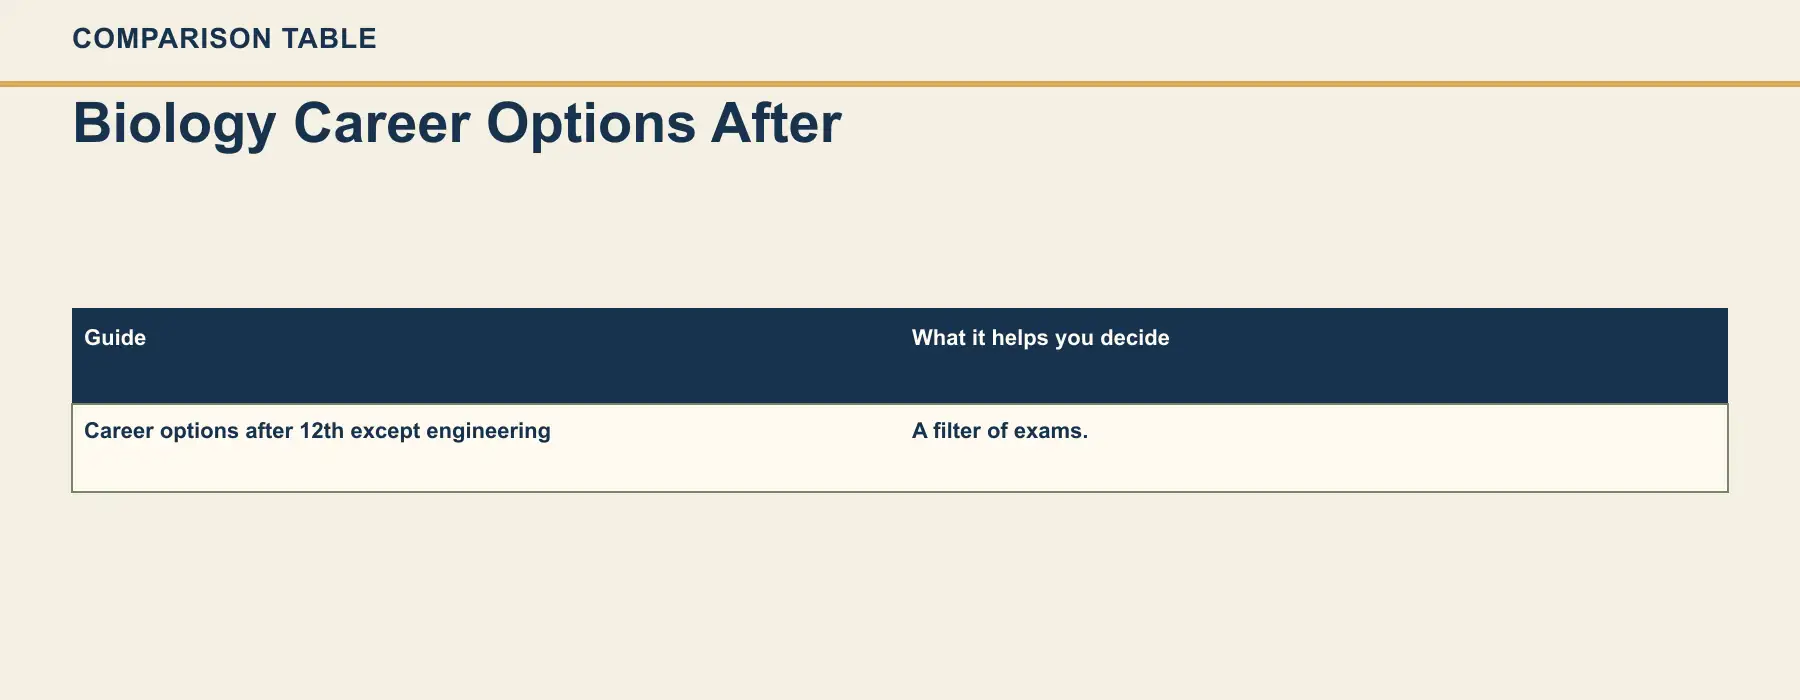 COMPARISON TABLE
Biology Career Options After
Guide
What it helps you decide
Career options after 12th except engineering
A filter of exams.